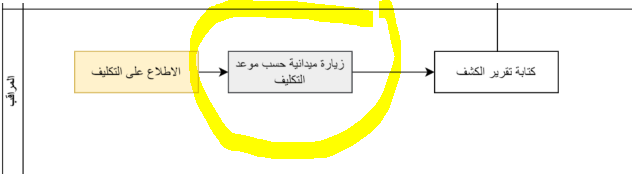 المراقب
الاطلاع على التكليف
زيارة ميدانية حسب موعد
التكليف
كتابة تقرير الكشف